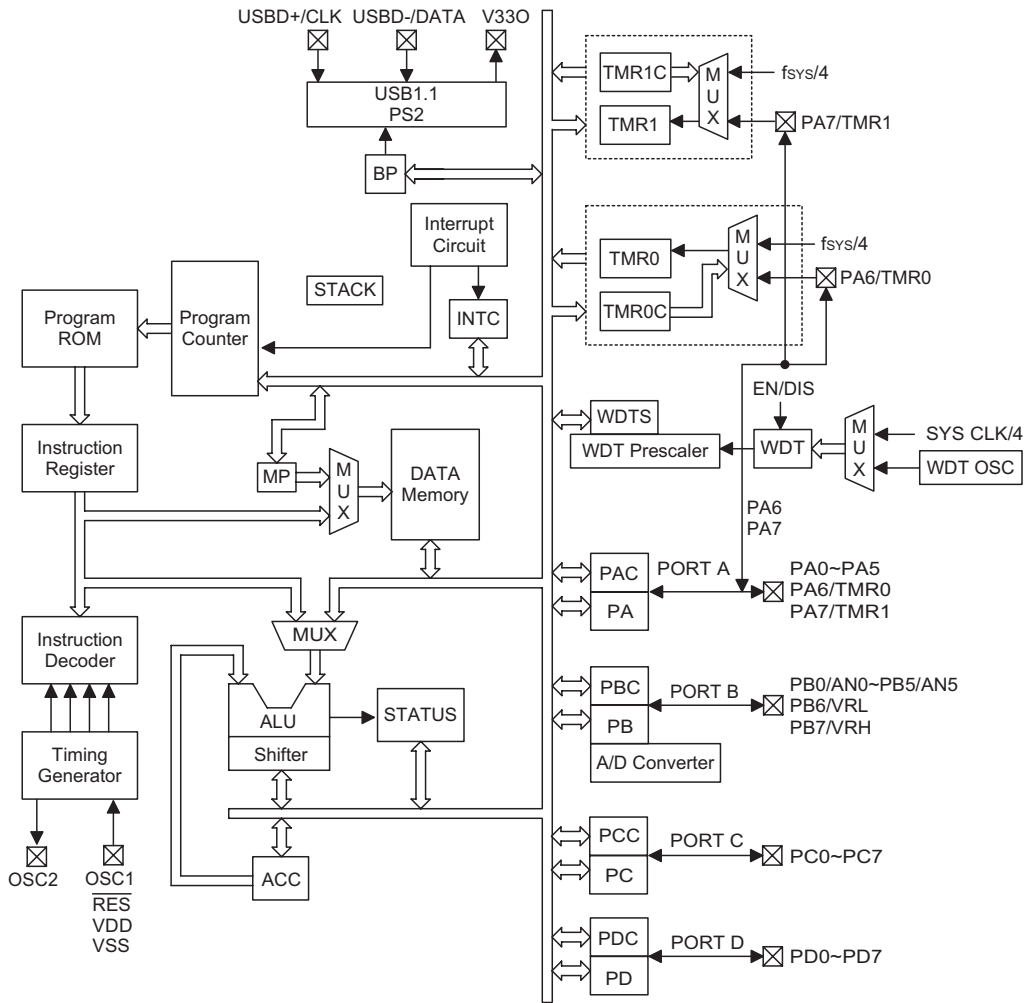 USBD+/CLK USBD-/DATA V33O
USB1.1
PS2
BP
TMR1C
TMR1
MUX
fSYS/4
PA7/TMR1
Interrupt
Circuit
STACK
INTC
Program
ROM
Program
Counter
TMR0
TMR0C
MUX
fSYS/4
PA6/TMR0
Instruction
Register
MP
MUX
DATA
Memory
WDTS
WDT Prescaler
EN/DIS
WDT
MUX
SYS CLK/4
WDT OSC
PA6
PA7
PAC
PA
PORT A
PA0~PA5
PA6/TMR0
PA7/TMR1
Instruction
Decoder
MUX
ALU
Shifter
STATUS
PBC
PB
A/D Converter
PORT B
PB0/AN0~PB5/AN5
PB6/VRL
PB7/VRH
Timing
Generator
OSC2
OSC1
RES
VDD
VSS
ACC
PCC
PC
PORT C
PC0~PC7
PDC
PD
PORT D
PD0~PD7